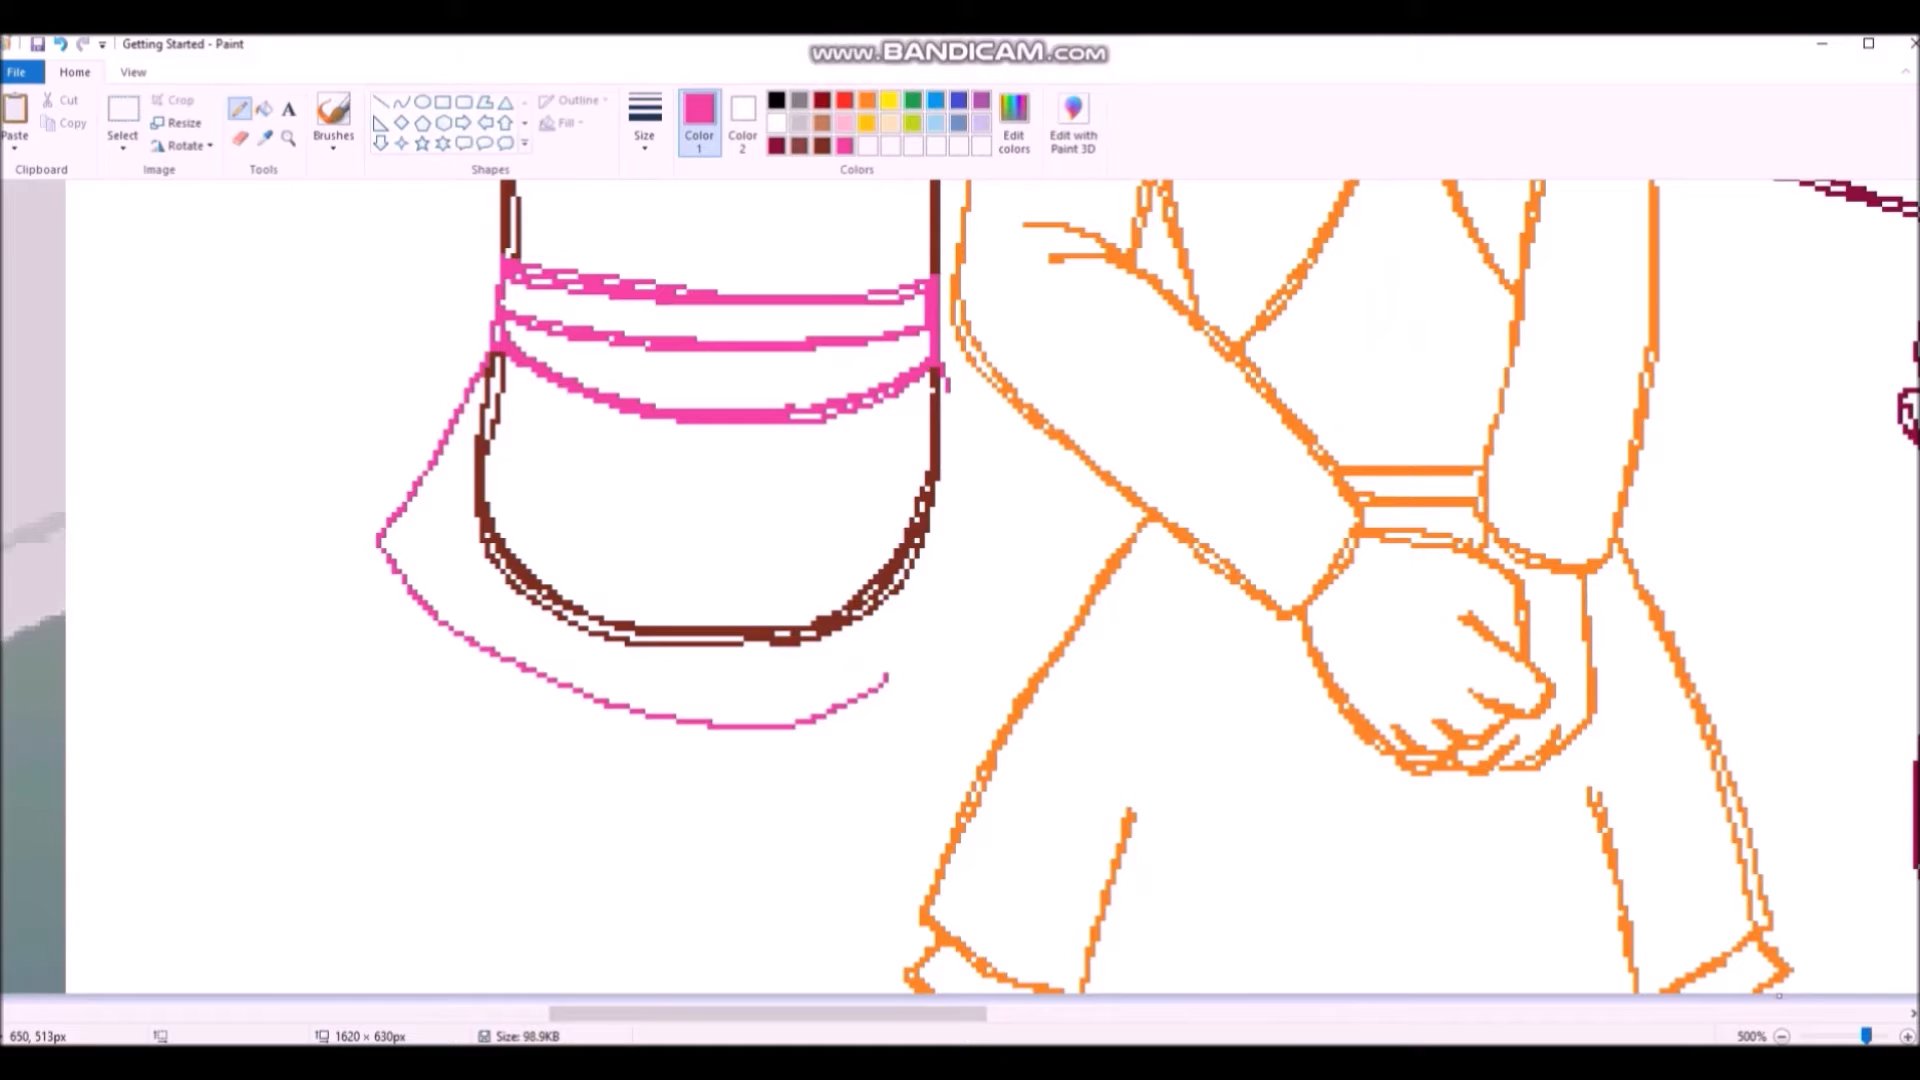 Getting Started - Paint
www.BANDICAM.com
File Home View
Paste
Cut
Copy
Clipboard
Select
Crop
Resize
Rotate
Image
A
Tools
Brushes
Shapes
Outline
Fill
Size
Color 1
Color 2
Edit colors
Edit with Paint 3D
Colors
650, 513px
1620 × 630px
Size: 98.9KB
500%